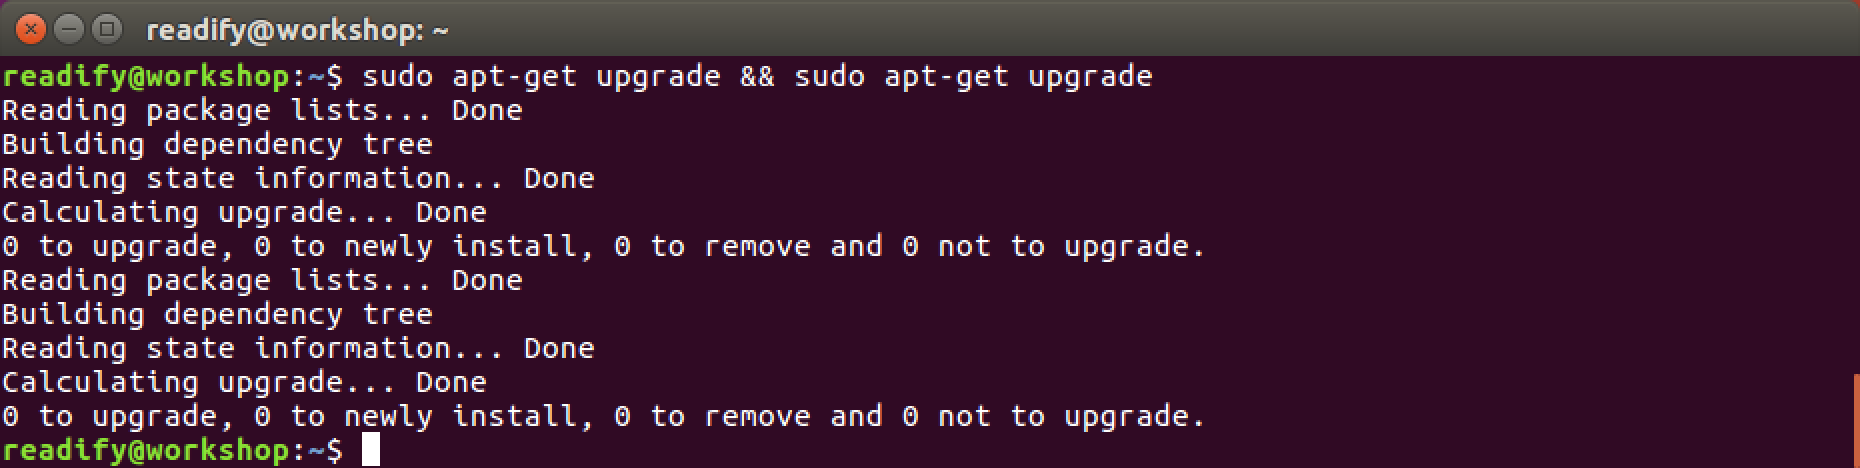 readify@workshop: ~
readify@workshop:~$ sudo apt-get upgrade && sudo apt-get upgrade
Reading package lists... Done
Building dependency tree
Reading state information... Done
Calculating upgrade... Done
0 to upgrade, 0 to newly install, 0 to remove and 0 not to upgrade.
Reading package lists... Done
Building dependency tree
Reading state information... Done
Calculating upgrade... Done
0 to upgrade, 0 to newly install, 0 to remove and 0 not to upgrade.
readify@workshop:~$